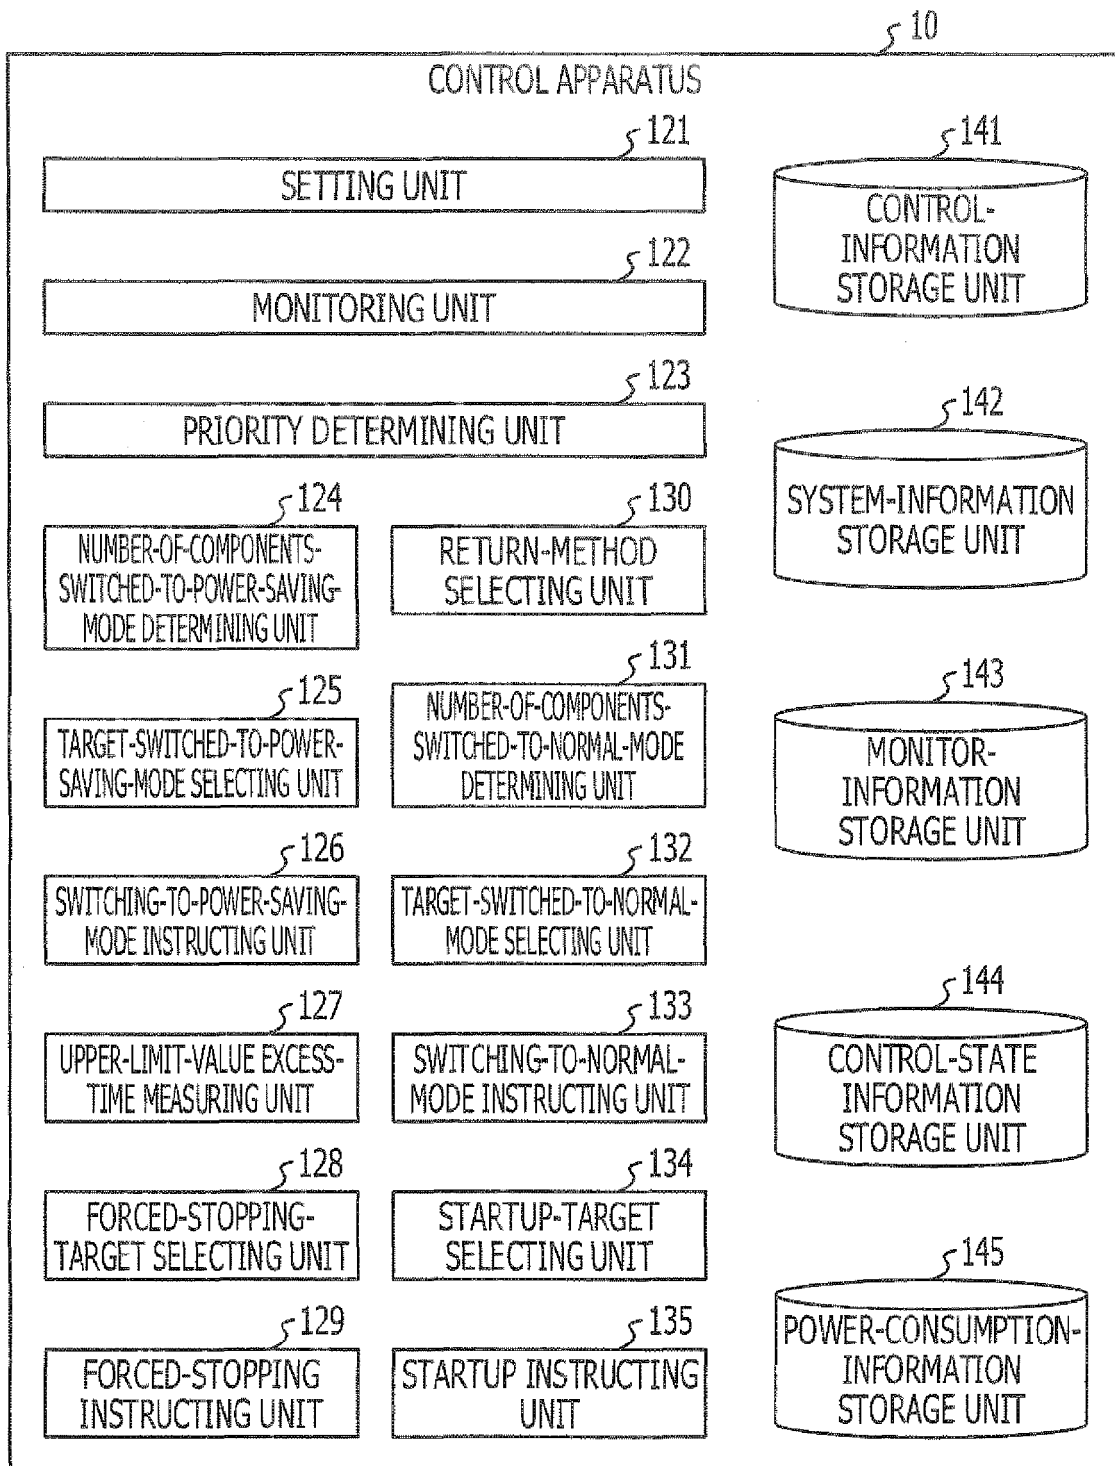 10
CONTROL APPARATUS
121
SETTING UNIT
122
MONITORING UNIT
123
PRIORITY DETERMINING UNIT
124
NUMBER-OF-COMPONENTS-
SWITCHED-TO-POWER-SAVING-
MODE DETERMINING UNIT
125
TARGET-SWITCHED-TO-POWER-
SAVING-MODE SELECTING UNIT
126
SWITCHING-TO-POWER-SAVING-
MODE INSTRUCTING UNIT
127
UPPER-LIMIT-VALUE EXCESS-
TIME MEASURING UNIT
128
FORCED-STOPPING-
TARGET SELECTING UNIT
129
FORCED-STOPPING
INSTRUCTING UNIT
130
RETURN-METHOD
SELECTING UNIT
131
NUMBER-OF-COMPONENTS-
SWITCHED-TO-NORMAL-MODE
DETERMINING UNIT
132
TARGET-SWITCHED-TO-NORMAL-
MODE SELECTING UNIT
133
SWITCHING-TO-NORMAL-
MODE INSTRUCTING UNIT
134
STARTUP-TARGET
SELECTING UNIT
135
STARTUP INSTRUCTING
UNIT
141
CONTROL-
INFORMATION
STORAGE UNIT
142
SYSTEM-INFORMATION
STORAGE UNIT
143
MONITOR-
INFORMATION
STORAGE UNIT
144
CONTROL-STATE
INFORMATION
STORAGE UNIT
145
POWER-CONSUMPTION-
INFORMATION
STORAGE UNIT